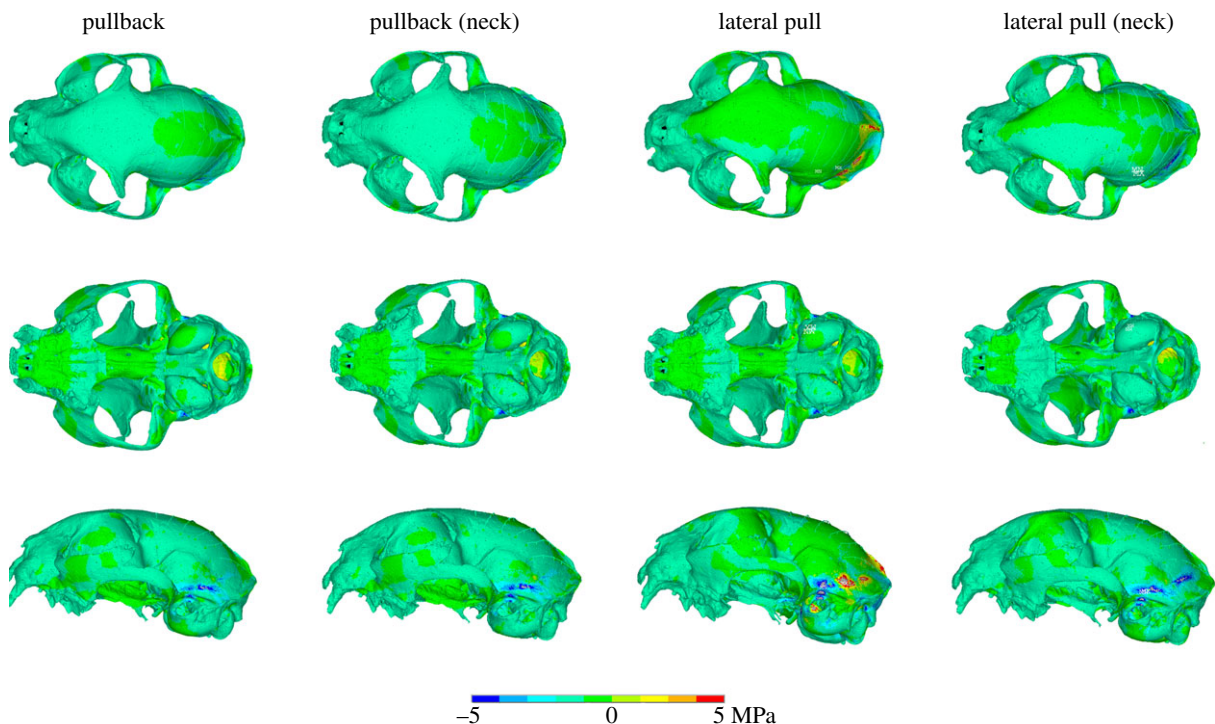 pullback
pullback (neck)
lateral pull
lateral pull (neck)
–5 0 5 MPa